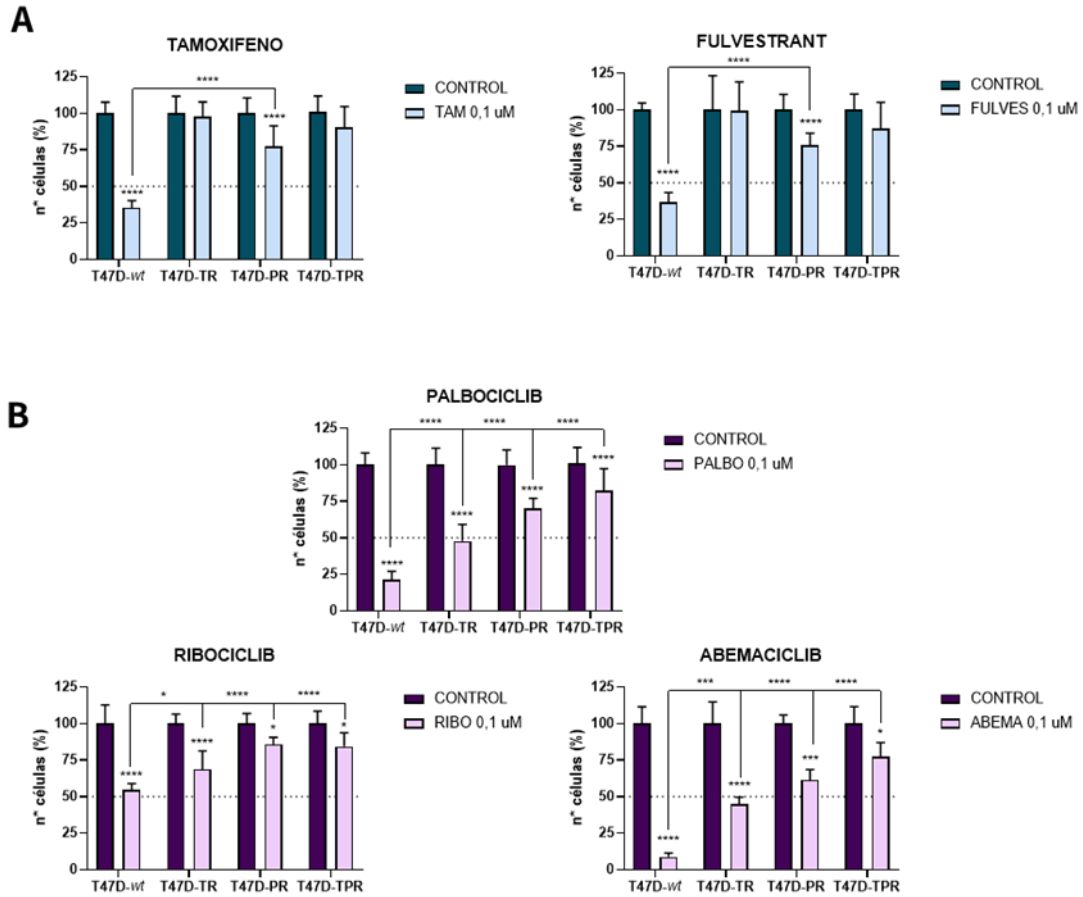 A
TAMOXIFENO
125
100
75
50
25
0
n* células (%)
****
****
****
T47D-wt
T47D-TR
T47D-PR
T47D-TPR
CONTROL
TAM 0,1 uM
FULVESTRANT
125
100
75
50
25
0
n* células (%)
****
****
****
T47D-wt
T47D-TR
T47D-PR
T47D-TPR
CONTROL
FULVES 0,1 uM
B
PALBOCICLIB
125
100
75
50
25
0
n* células (%)
****
****
****
****
****
****
****
T47D-wt
T47D-TR
T47D-PR
T47D-TPR
CONTROL
PALBO 0,1 uM
RIBOCICLIB
125
100
75
50
25
0
n* células (%)
*
****
****
****
****
*
*
T47D-wt
T47D-TR
T47D-PR
T47D-TPR
CONTROL
RIBO 0,1 uM
ABEMACICLIB
125
100
75
50
25
0
n* células (%)
***
****
****
****
****
***
*
T47D-wt
T47D-TR
T47D-PR
T47D-TPR
CONTROL
ABEMA 0,1 uM